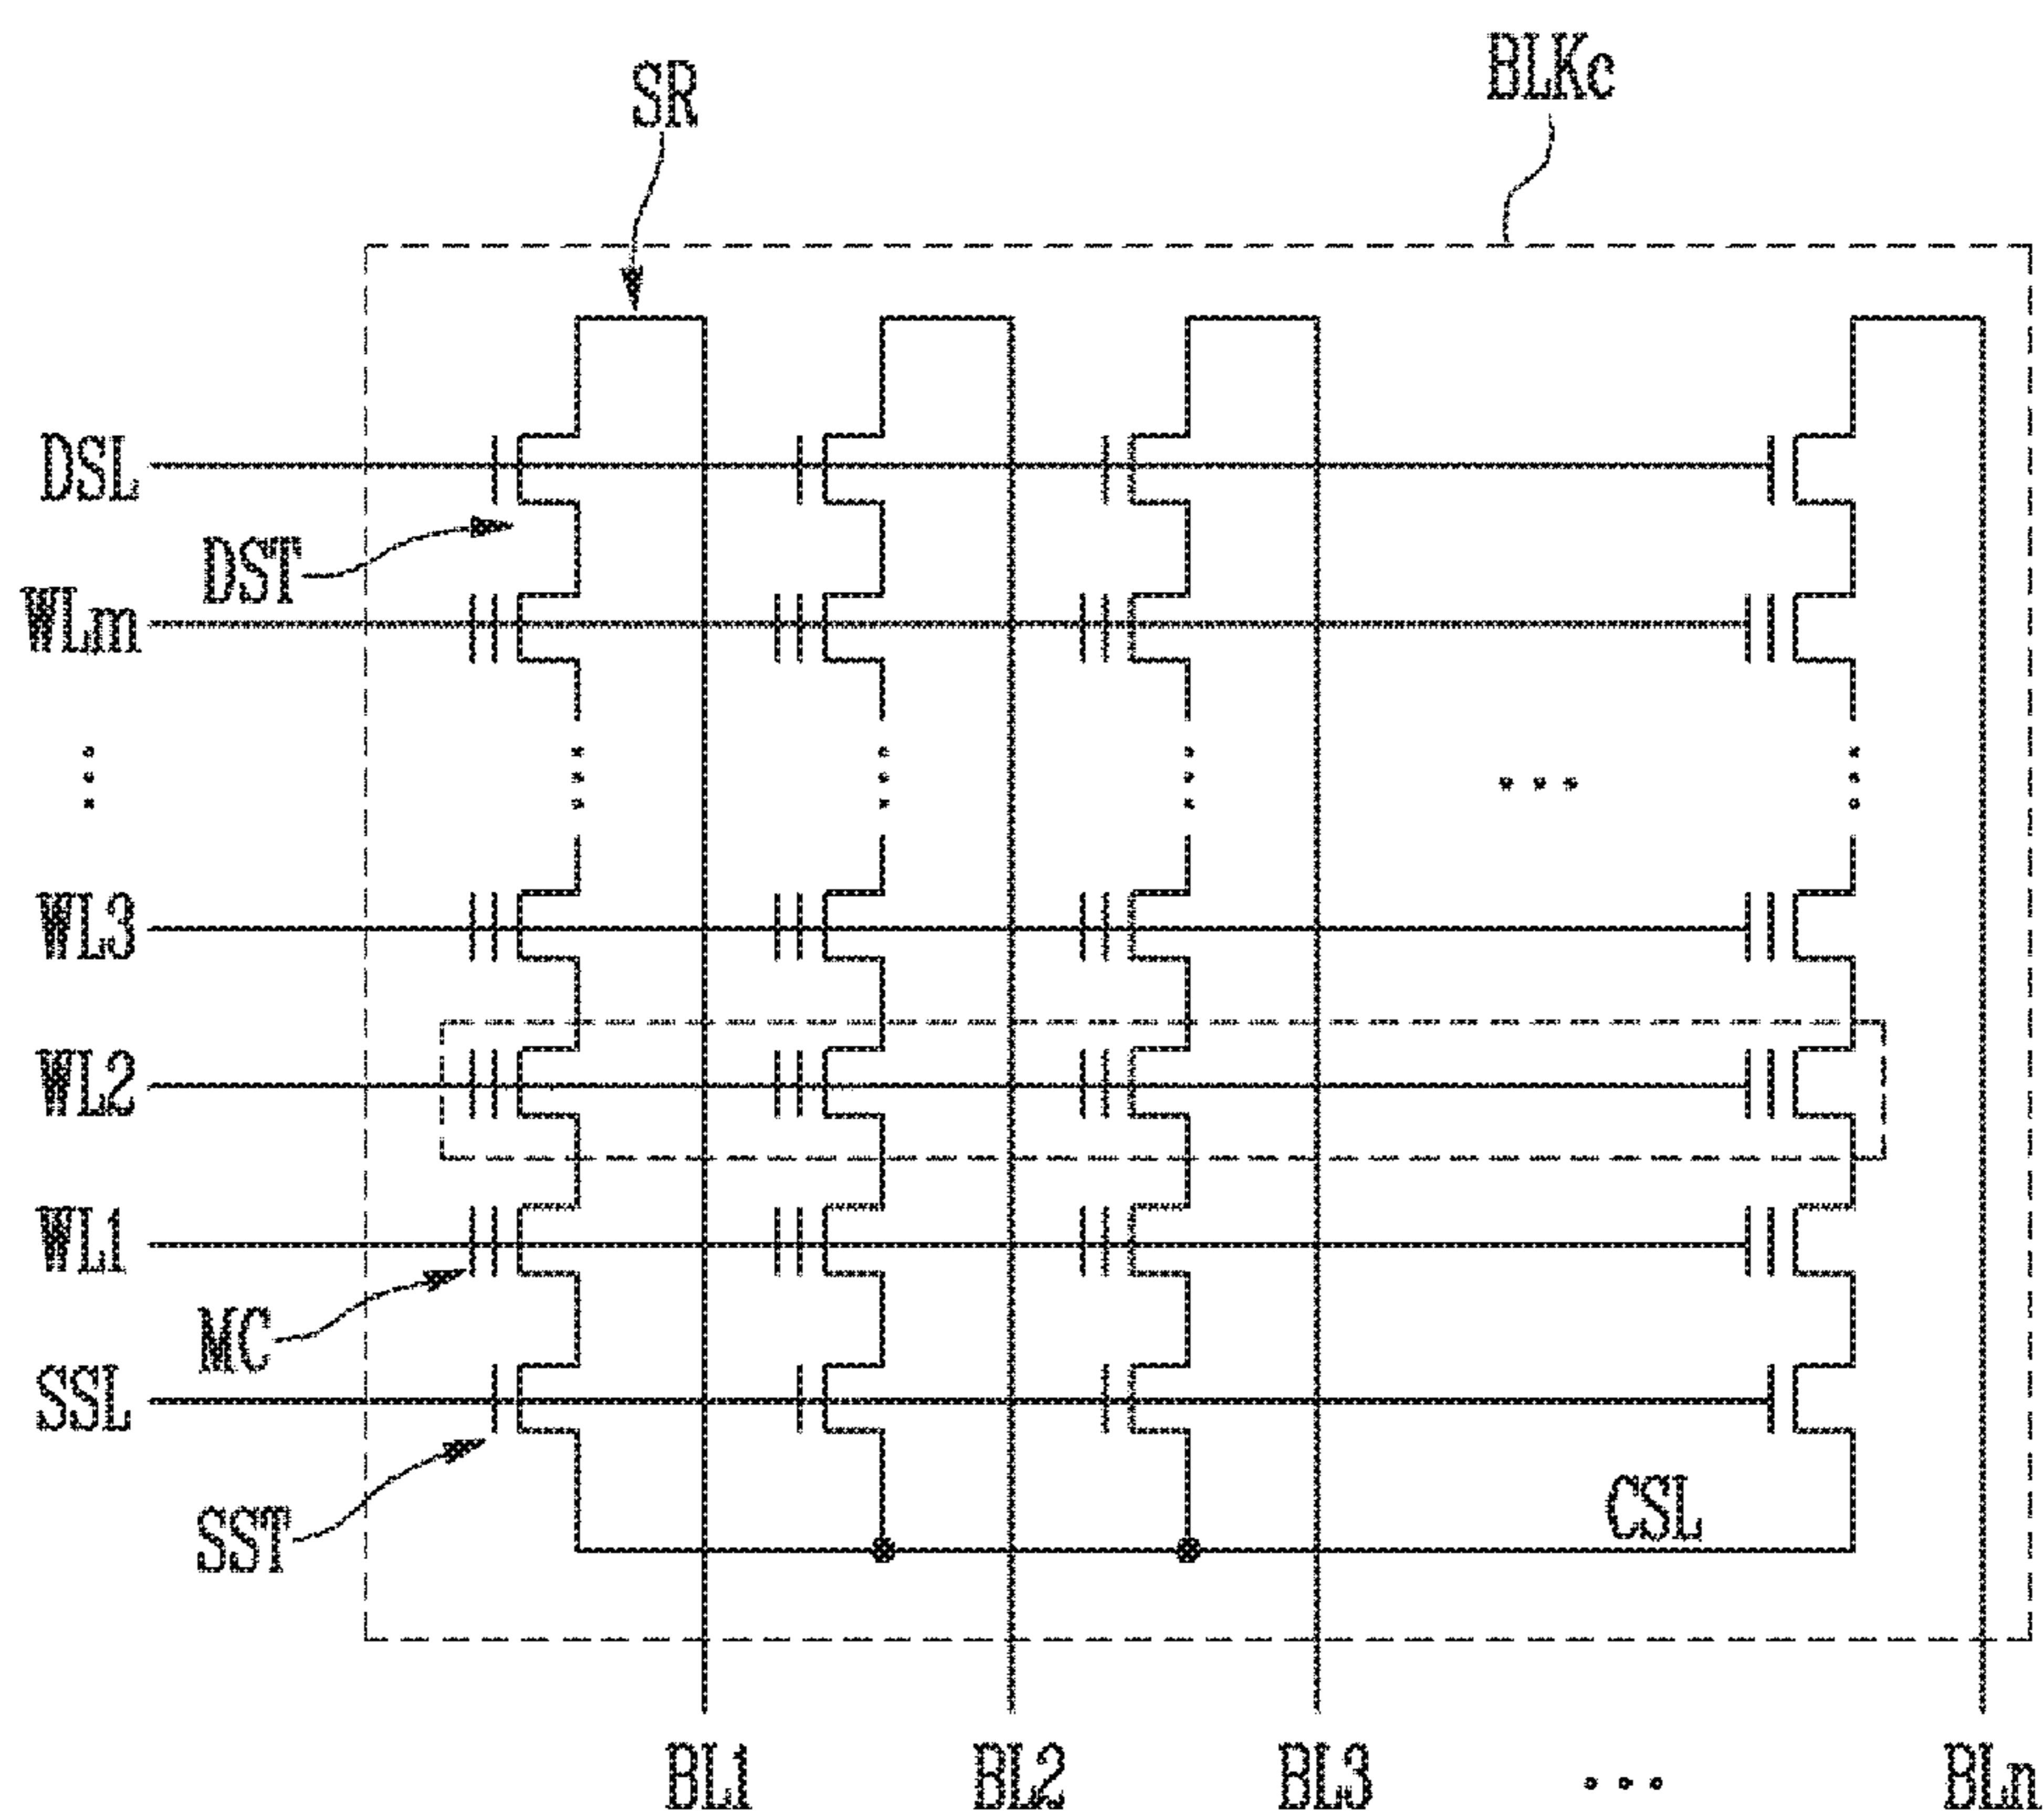 SR
BLKc
DSL
DST
WLm
⋮
...
WL3
WL2
WL1
MC
SSL
SST
CSL
BL1 BL2 BL3 ... BLn